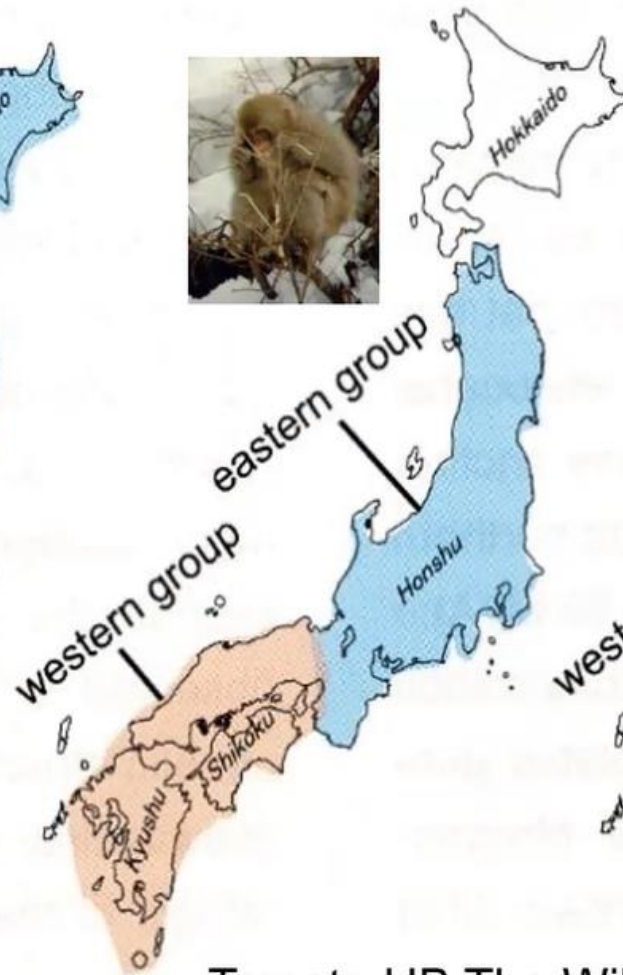 Hokkaido
eastern group
Honshu
western group
Shikoku
Kyushu